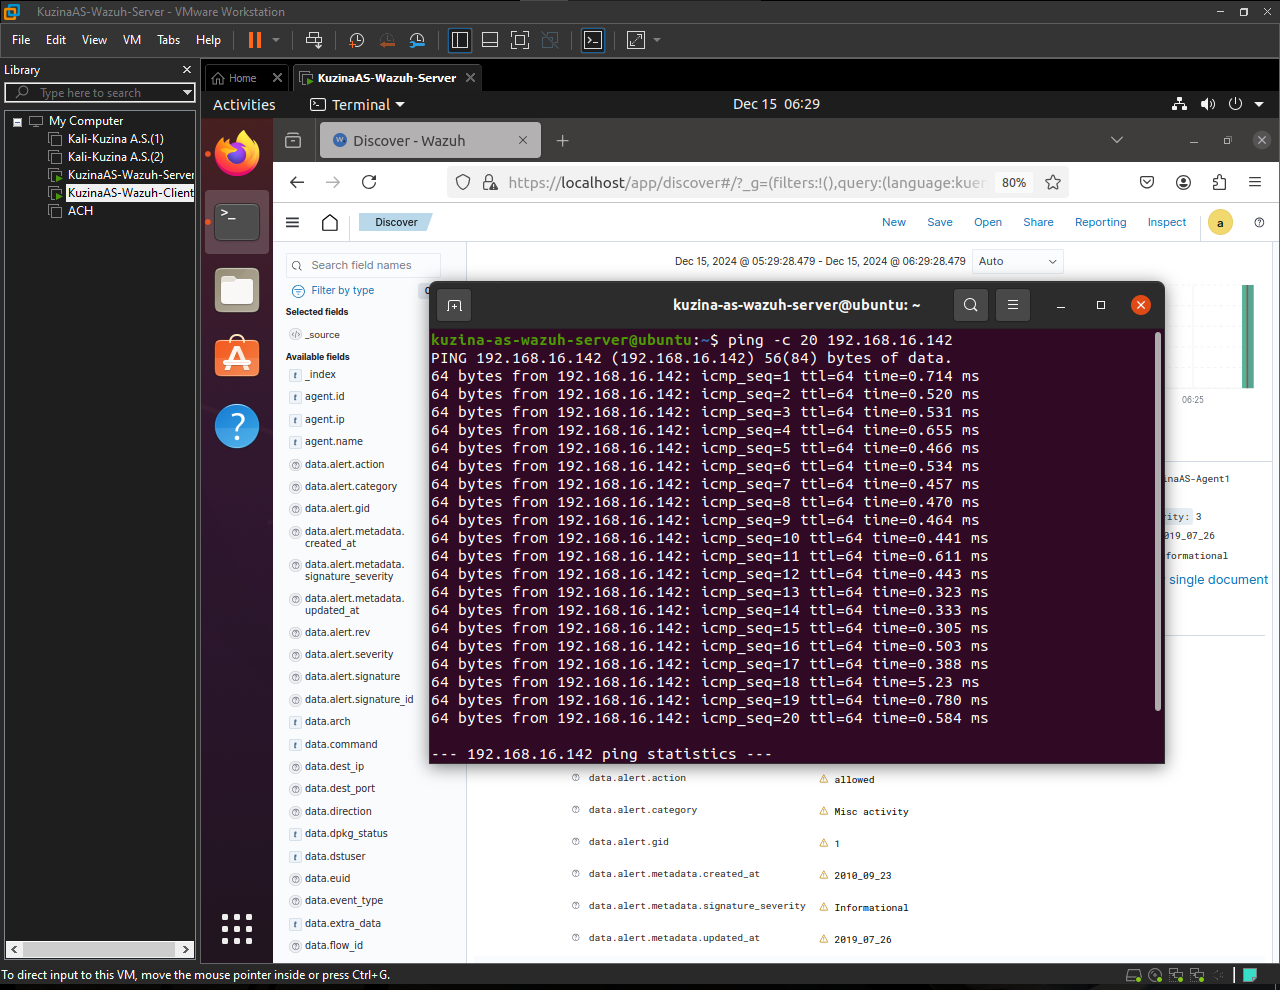 KuzinaAS-Wazuh-Server - VMware Workstation
File Edit View VM Tabs Help
Library
Type here to search
My Computer
Kali-Kuzina A.S.(1)
Kali-Kuzina A.S.(2)
KuzinaAS-Wazuh-Server
KuzinaAS-Wazuh-Client
ACH
Home
KuzinaAS-Wazuh-Server
Activities
Terminal
Dec 15 06:29
Discover - Wazuh
https://localhost/app/discover#/?_g=(filters:!(),query:(language:kuer
80%
Discover
New Save Open Share Reporting Inspect
a
Dec 15, 2024 @ 05:29:28.479 - Dec 15, 2024 @ 06:29:28.479
Auto
Search field names
Filter by type
Selected fields
_source
Available fields
_index
agent.id
agent.ip
agent.name
data.alert.action
data.alert.category
data.alert.gid
data.alert.metadata.
created_at
data.alert.metadata.
signature_severity
data.alert.metadata.
updated_at
data.alert.rev
data.alert.severity
data.alert.signature
data.alert.signature_id
data.arch
data.command
data.dest_ip
data.dest_port
data.direction
data.dpkg_status
data.dstuser
data.euid
data.event_type
data.extra_data
data.flow_id
kuzina-as-wazuh-server@ubuntu: ~
kuzina-as-wazuh-server@ubuntu:~$ ping -c 20 192.168.16.142
PING 192.168.16.142 (192.168.16.142) 56(84) bytes of data.
64 bytes from 192.168.16.142: icmp_seq=1 ttl=64 time=0.714 ms
64 bytes from 192.168.16.142: icmp_seq=2 ttl=64 time=0.520 ms
64 bytes from 192.168.16.142: icmp_seq=3 ttl=64 time=0.531 ms
64 bytes from 192.168.16.142: icmp_seq=4 ttl=64 time=0.655 ms
64 bytes from 192.168.16.142: icmp_seq=5 ttl=64 time=0.466 ms
64 bytes from 192.168.16.142: icmp_seq=6 ttl=64 time=0.534 ms
64 bytes from 192.168.16.142: icmp_seq=7 ttl=64 time=0.457 ms
64 bytes from 192.168.16.142: icmp_seq=8 ttl=64 time=0.470 ms
64 bytes from 192.168.16.142: icmp_seq=9 ttl=64 time=0.464 ms
64 bytes from 192.168.16.142: icmp_seq=10 ttl=64 time=0.441 ms
64 bytes from 192.168.16.142: icmp_seq=11 ttl=64 time=0.611 ms
64 bytes from 192.168.16.142: icmp_seq=12 ttl=64 time=0.443 ms
64 bytes from 192.168.16.142: icmp_seq=13 ttl=64 time=0.323 ms
64 bytes from 192.168.16.142: icmp_seq=14 ttl=64 time=0.333 ms
64 bytes from 192.168.16.142: icmp_seq=15 ttl=64 time=0.305 ms
64 bytes from 192.168.16.142: icmp_seq=16 ttl=64 time=0.503 ms
64 bytes from 192.168.16.142: icmp_seq=17 ttl=64 time=0.388 ms
64 bytes from 192.168.16.142: icmp_seq=18 ttl=64 time=5.23 ms
64 bytes from 192.168.16.142: icmp_seq=19 ttl=64 time=0.780 ms
64 bytes from 192.168.16.142: icmp_seq=20 ttl=64 time=0.584 ms
--- 192.168.16.142 ping statistics ---
06:25
inaAS-Agent1
rity: 3
019_07_26
formational
single document
data.alert.action allowed
data.alert.category Misc activity
data.alert.gid 1
data.alert.metadata.created_at 2010_09_23
data.alert.metadata.signature_severity Informational
data.alert.metadata.updated_at 2019_07_26
To direct input to this VM, move the mouse pointer inside or press Ctrl+G.